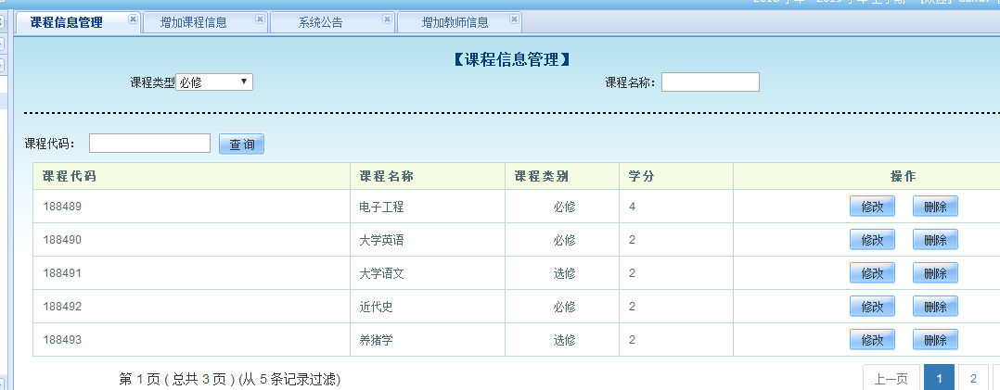 课程信息管理 增加课程信息 系统公告 增加教师信息
【课程信息管理】
课程类型 必修 课程名称：
课程代码： 查询
课程代码 课程名称 课程类别 学分 操作
188489 电子工程 必修 4 修改 删除
188490 大学英语 必修 2 修改 删除
188491 大学语文 选修 2 修改 删除
188492 近代史 必修 2 修改 删除
188493 养猪学 选修 2 修改 删除
第 1 页 ( 总共 3 页 ) (从 5 条记录过滤) 上一页 1 2